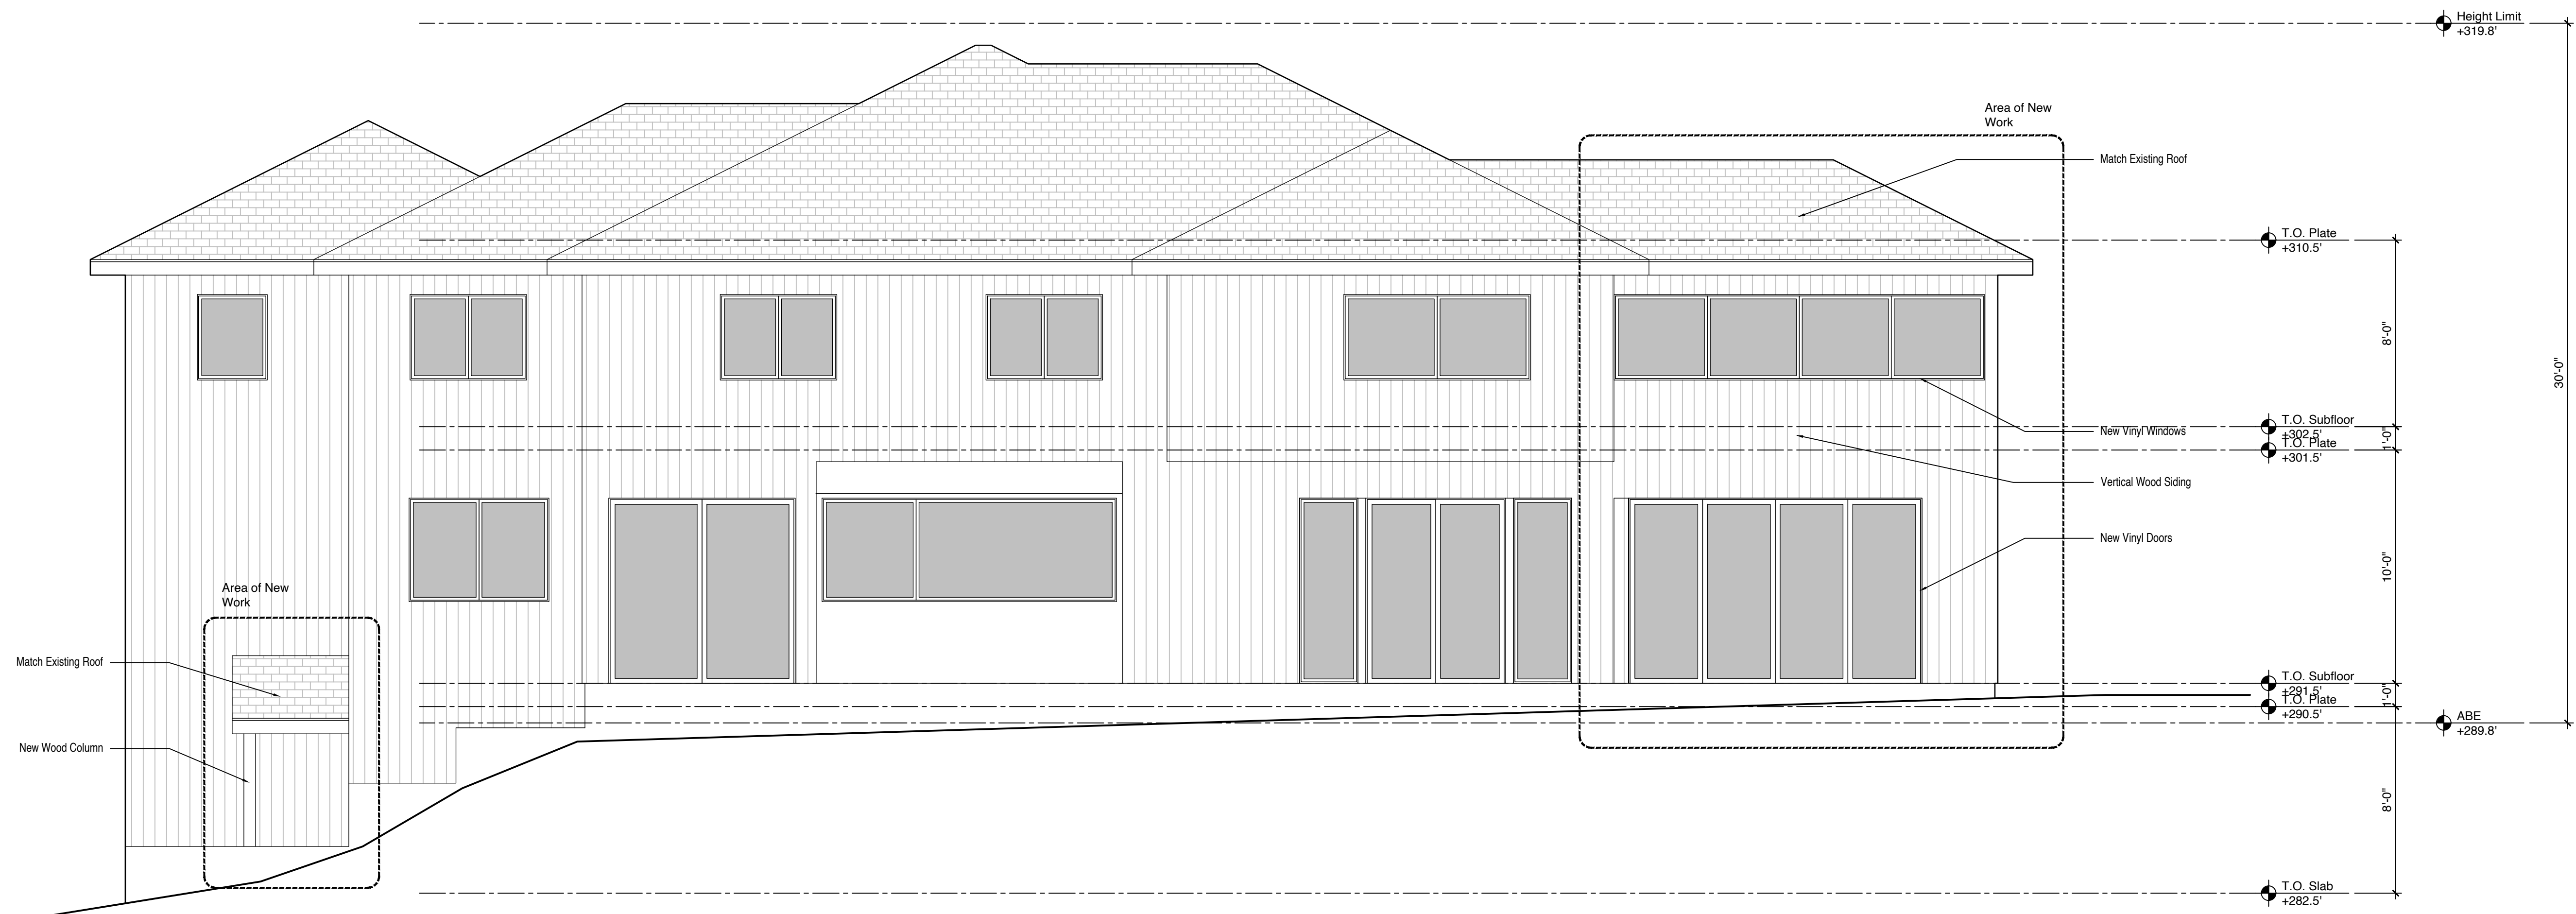 Height Limit
+319.8'
Area of New
Work
Match Existing Roof
T.O. Plate
+310.5'
8'-0"
30'-0"
T.O. Subfloor
+302.5'
New Vinyl Windows
1'-0"
T.O. Plate
+301.5'
Vertical Wood Siding
New Vinyl Doors
10'-0"
Area of New
Work
Match Existing Roof
T.O. Subfloor
+291.5'
1'-0"
T.O. Plate
+290.5'
ABE
+289.8'
New Wood Column
8'-0"
T.O. Slab
+282.5'